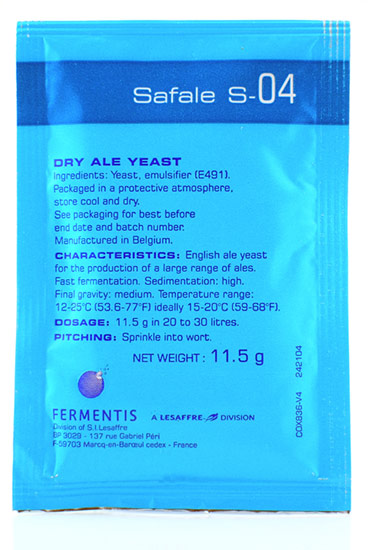 Safale S-04
DRY ALE YEAST
Ingredients: Yeast, emulsifier (E491).
Packaged in a protective atmosphere,
store cool and dry.
See packaging for best before
end date and batch number.
Manufactured in Belgium.
CHARACTERISTICS: English ale yeast
for the production of a large range of ales.
Fast fermentation. Sedimentation: high.
Final gravity: medium. Temperature range:
12-25°C (53.6-77°F) ideally 15-20°C (59-68°F).
DOSAGE: 11.5 g in 20 to 30 litres.
PITCHING: Sprinkle into wort.
NET WEIGHT: 11.5 g
FERMENTIS
A LESAFFRE DIVISION
Division of S.I.Lesaffre
BP 3029 - 137 rue Gabriel Péri
F-59703 Marcq-en-Barœul cedex - France
CDX836-V4 242104